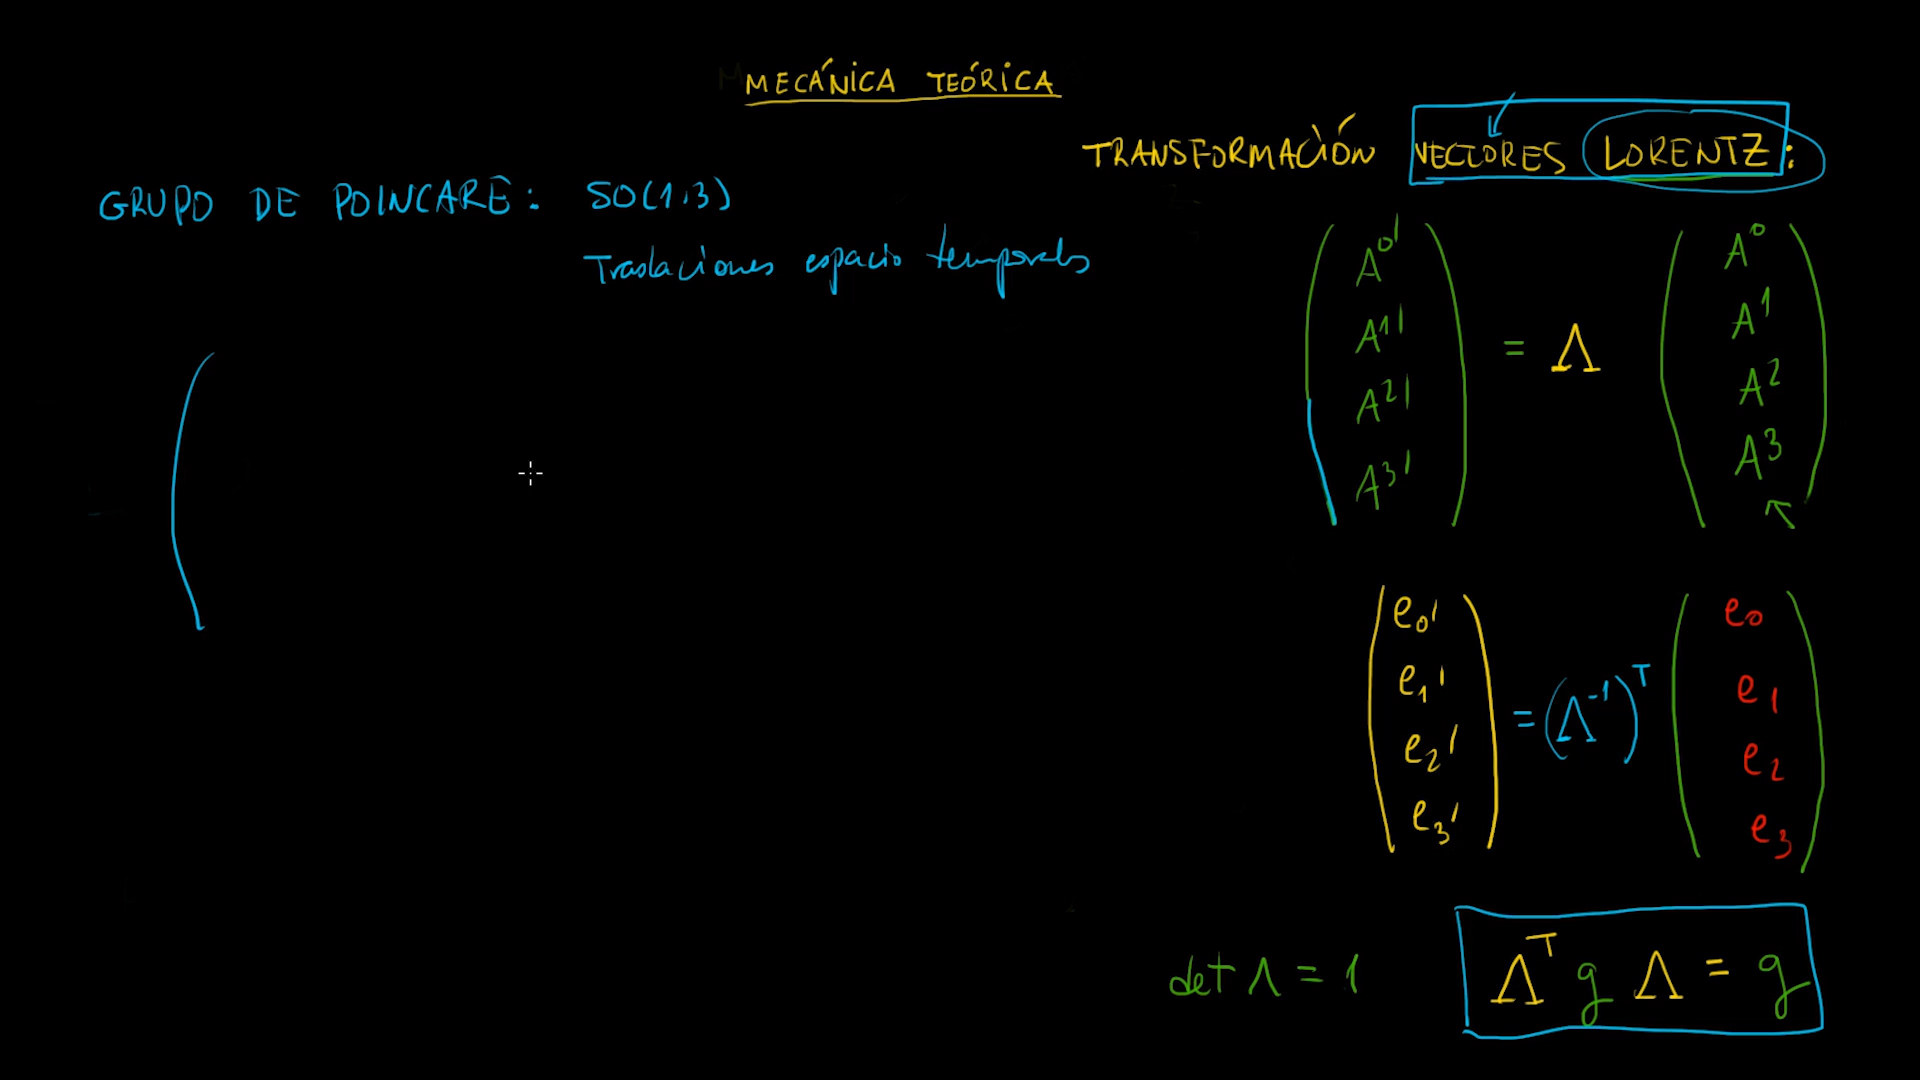 MECÁNICA TEÓRICA
TRANSFORMACIÓN VECTORES LORENTZ:
GRUPO DE POINCARÉ: SO(1,3)
Traslaciones espacio temporales
A⁰'
A¹'
A²'
A³'
= Λ
A⁰
A¹
A²
A³
e₀'
e₁'
e₂'
e₃'
= (Λ⁻¹)ᵀ
e₀
e₁
e₂
e₃
det Λ = 1
Λᵀ g Λ = g